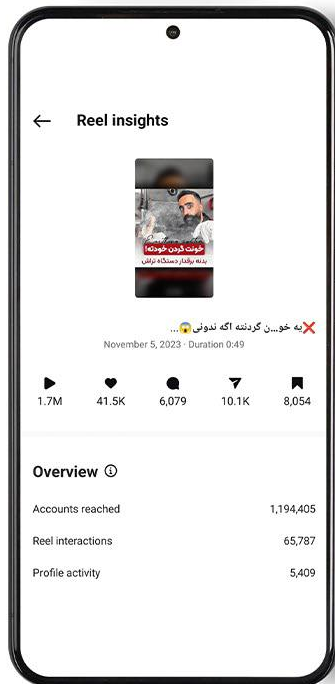 Reel insights
خونت گردن خودته!
بدنه برقدار دستگاه تراش
❌یه خو...ن گردنته اگه ندونی😱...
November 5, 2023 · Duration 0:49
1.7M 41.5K 6,079 10.1K 8,054
Overview
Accounts reached 1,194,405
Reel interactions 65,787
Profile activity 5,409